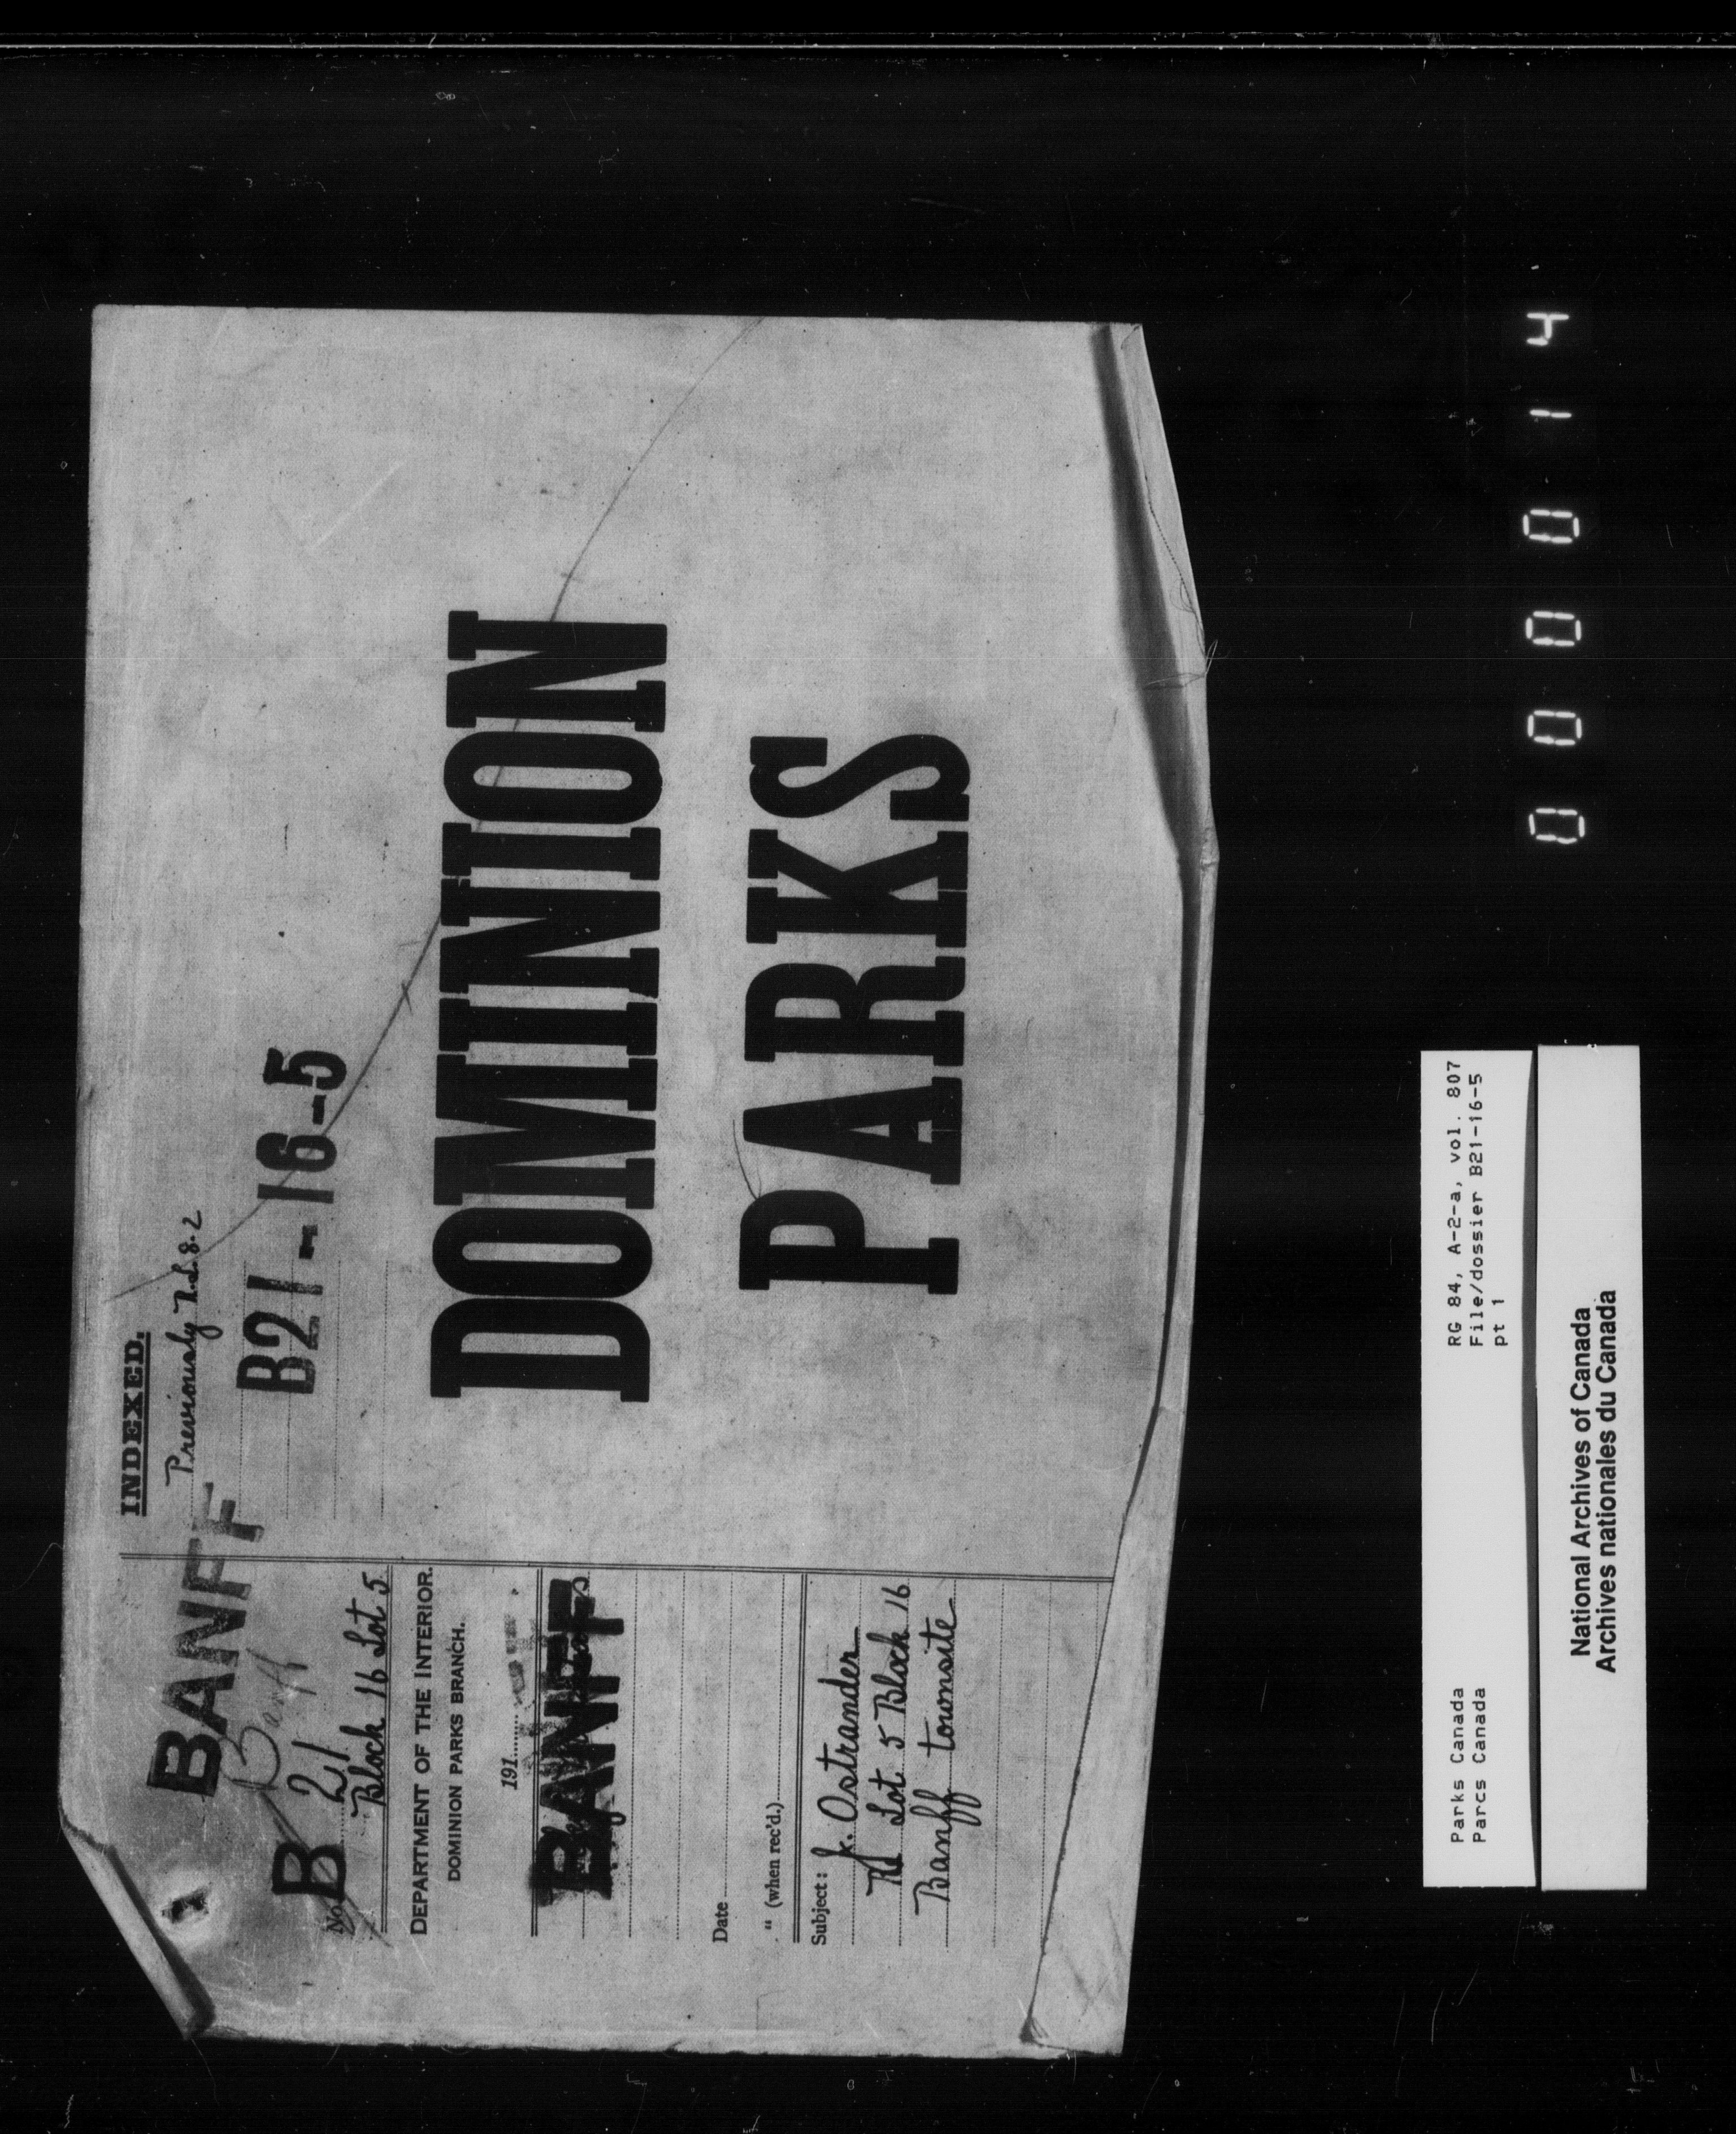 BANFF
Banff
No. B 21
Block 16 Lot 5
DEPARTMENT OF THE INTERIOR.
DOMINION PARKS BRANCH.
191
BANFF
Date
" (when rec'd.)
Subject:
Ostrander
Lot 5 Block 16
Banff townsite
INDEXED.
Previously
B21-16-5
DOMINION
PARKS
Parks Canada
Parcs Canada
RG 84, A-2-a, vol. 807
File/dossier B21-16-5
pt 1
National Archives of Canada
Archives nationales du Canada
000014